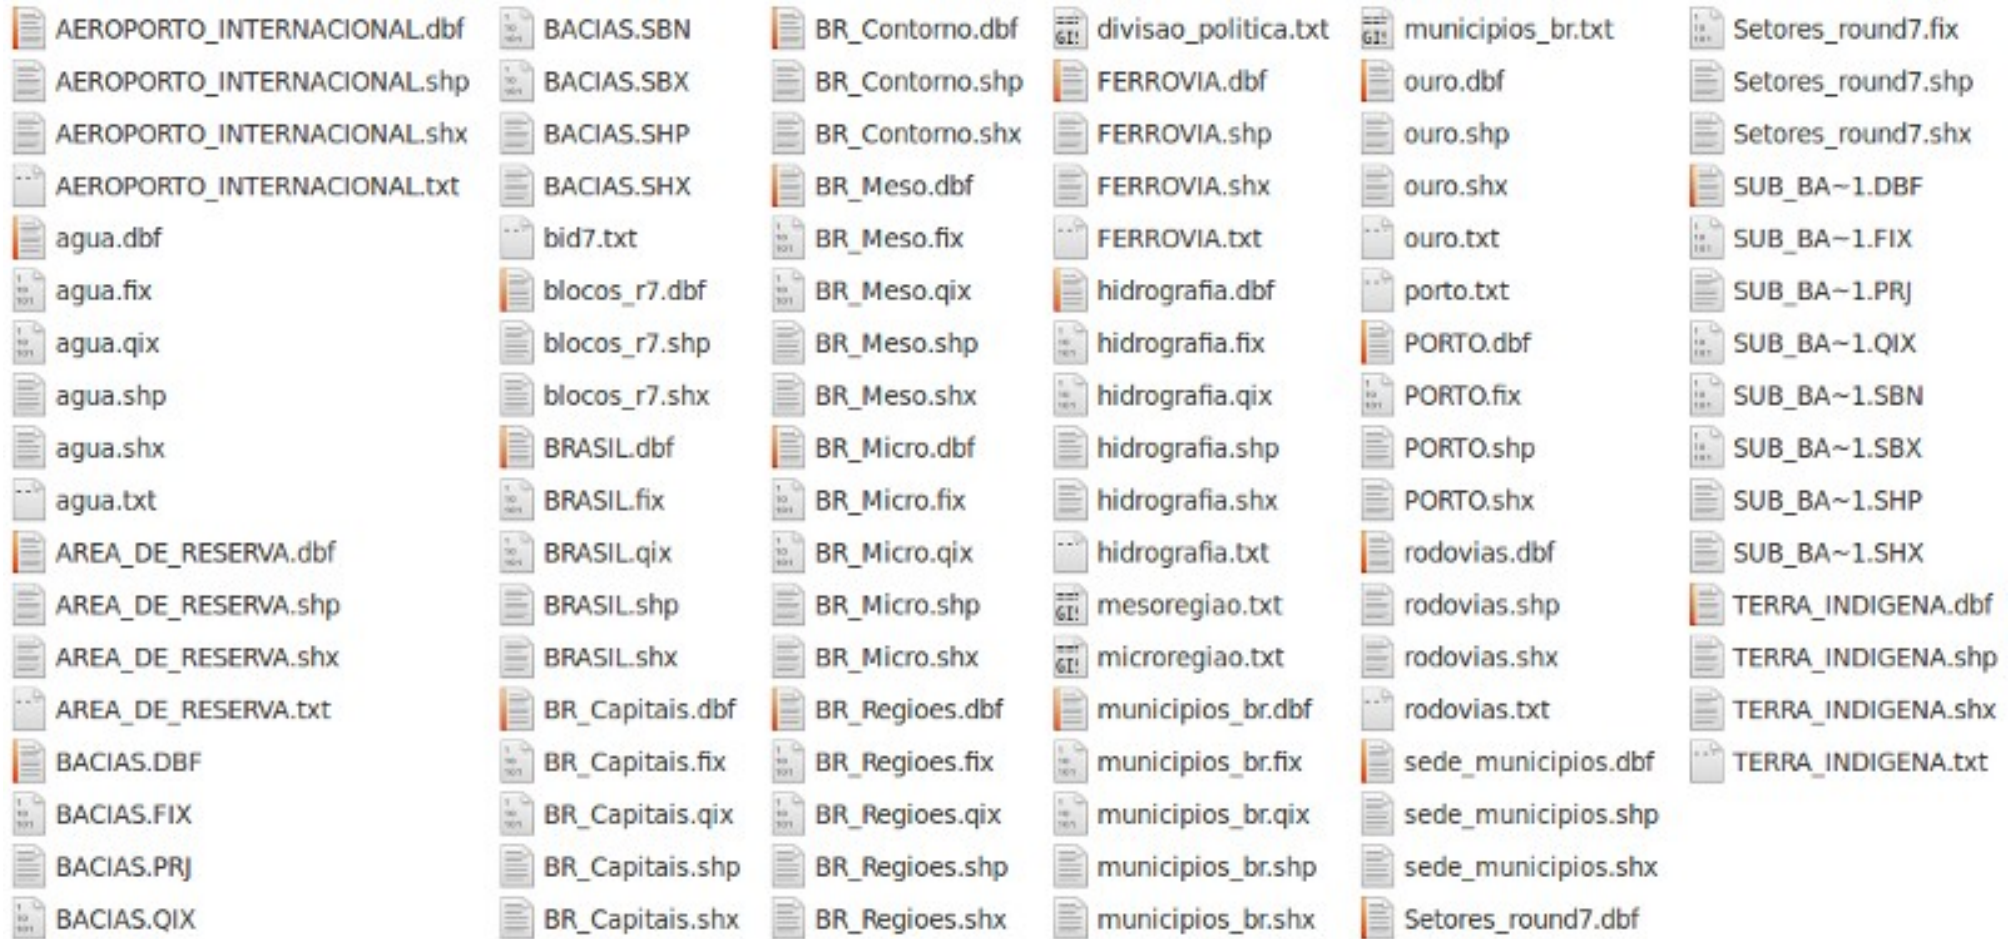 AEROPORTO_INTERNACIONAL.dbf
AEROPORTO_INTERNACIONAL.shp
AEROPORTO_INTERNACIONAL.shx
AEROPORTO_INTERNACIONAL.txt
agua.dbf
agua.fix
agua.qix
agua.shp
agua.shx
agua.txt
AREA_DE_RESERVA.dbf
AREA_DE_RESERVA.shp
AREA_DE_RESERVA.shx
AREA_DE_RESERVA.txt
BACIAS.DBF
BACIAS.FIX
BACIAS.PRJ
BACIAS.QIX
BACIAS.SBN
BACIAS.SBX
BACIAS.SHP
BACIAS.SHX
bid7.txt
blocos_r7.dbf
blocos_r7.shp
blocos_r7.shx
BRASIL.dbf
BRASIL.fix
BRASIL.qix
BRASIL.shp
BRASIL.shx
BR_Capitais.dbf
BR_Capitais.fix
BR_Capitais.qix
BR_Capitais.shp
BR_Capitais.shx
BR_Contorno.dbf
BR_Contorno.shp
BR_Contorno.shx
BR_Meso.dbf
BR_Meso.fix
BR_Meso.qix
BR_Meso.shp
BR_Meso.shx
BR_Micro.dbf
BR_Micro.fix
BR_Micro.qix
BR_Micro.shp
BR_Micro.shx
BR_Regioes.dbf
BR_Regioes.fix
BR_Regioes.qix
BR_Regioes.shp
BR_Regioes.shx
divisao_politica.txt
FERROVIA.dbf
FERROVIA.shp
FERROVIA.shx
FERROVIA.txt
hidrografia.dbf
hidrografia.fix
hidrografia.qix
hidrografia.shp
hidrografia.shx
hidrografia.txt
mesoregiao.txt
microregiao.txt
municipios_br.dbf
municipios_br.fix
municipios_br.qix
municipios_br.shp
municipios_br.shx
municipios_br.txt
ouro.dbf
ouro.shp
ouro.shx
ouro.txt
porto.txt
PORTO.dbf
PORTO.fix
PORTO.shp
PORTO.shx
rodovias.dbf
rodovias.shp
rodovias.shx
rodovias.txt
sede_municipios.dbf
sede_municipios.shp
sede_municipios.shx
Setores_round7.dbf
Setores_round7.fix
Setores_round7.shp
Setores_round7.shx
SUB_BA~1.DBF
SUB_BA~1.FIX
SUB_BA~1.PRJ
SUB_BA~1.QIX
SUB_BA~1.SBN
SUB_BA~1.SBX
SUB_BA~1.SHP
SUB_BA~1.SHX
TERRA_INDIGENA.dbf
TERRA_INDIGENA.shp
TERRA_INDIGENA.shx
TERRA_INDIGENA.txt